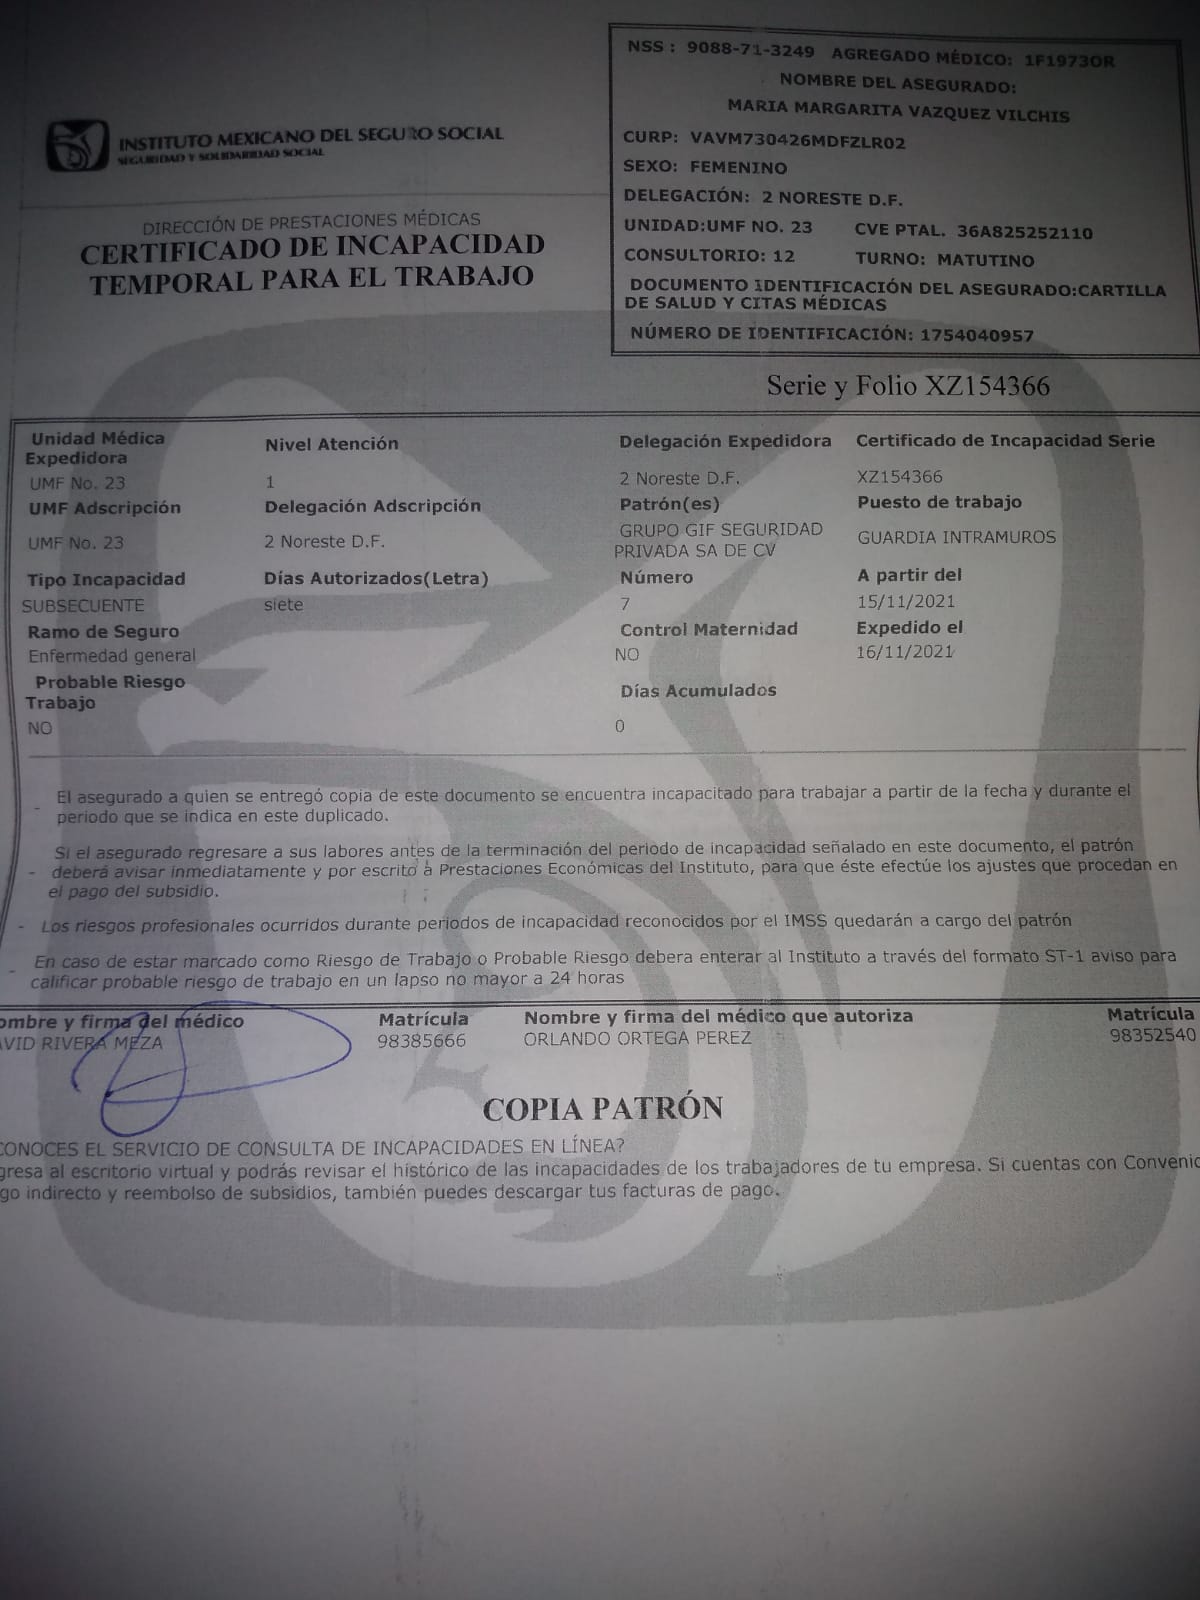 NSS : 9088-71-3249 AGREGADO MÉDICO: 1F1973OR
NOMBRE DEL ASEGURADO:
MARIA MARGARITA VAZQUEZ VILCHIS
CURP: VAVM730426MDFZLR02
SEXO: FEMENINO
DELEGACIÓN: 2 NORESTE D.F.
UNIDAD:UMF NO. 23 CVE PTAL. 36A825252110
CONSULTORIO: 12 TURNO: MATUTINO
DOCUMENTO IDENTIFICACIÓN DEL ASEGURADO:CARTILLA
DE SALUD Y CITAS MÉDICAS
NÚMERO DE IDENTIFICACIÓN: 1754040957
INSTITUTO MEXICANO DEL SEGURO SOCIAL
SEGURIDAD Y SOLIDARIDAD SOCIAL
DIRECCIÓN DE PRESTACIONES MÉDICAS
CERTIFICADO DE INCAPACIDAD
TEMPORAL PARA EL TRABAJO
Serie y Folio XZ154366
Unidad Médica
Expedidora
Nivel Atención
Delegación Expedidora
Certificado de Incapacidad Serie
UMF No. 23
1
2 Noreste D.F.
XZ154366
UMF Adscripción
Delegación Adscripción
Patrón(es)
Puesto de trabajo
UMF No. 23
2 Noreste D.F.
GRUPO GIF SEGURIDAD
PRIVADA SA DE CV
GUARDIA INTRAMUROS
Tipo Incapacidad
Días Autorizados(Letra)
Número
A partir del
SUBSECUENTE
siete
7
15/11/2021
Ramo de Seguro
Control Maternidad
Expedido el
Enfermedad general
NO
16/11/2021
Probable Riesgo
Trabajo
Días Acumulados
NO
0
- El asegurado a quien se entregó copia de este documento se encuentra incapacitado para trabajar a partir de la fecha y durante el
periodo que se indica en este duplicado.
Si el asegurado regresare a sus labores antes de la terminación del periodo de incapacidad señalado en este documento, el patrón
- deberá avisar inmediatamente y por escrito a Prestaciones Económicas del Instituto, para que éste efectúe los ajustes que procedan en
el pago del subsidio.
- Los riesgos profesionales ocurridos durante periodos de incapacidad reconocidos por el IMSS quedarán a cargo del patrón
- En caso de estar marcado como Riesgo de Trabajo o Probable Riesgo debera enterar al Instituto a través del formato ST-1 aviso para
calificar probable riesgo de trabajo en un lapso no mayor a 24 horas
ombre y firma del médico
Matrícula
Nombre y firma del médico que autoriza
Matrícula
AVID RIVERA MEZA
98385666
ORLANDO ORTEGA PEREZ
98352540
COPIA PATRÓN
CONOCES EL SERVICIO DE CONSULTA DE INCAPACIDADES EN LÍNEA?
gresa al escritorio virtual y podrás revisar el histórico de las incapacidades de los trabajadores de tu empresa. Si cuentas con Convenio
go indirecto y reembolso de subsidios, también puedes descargar tus facturas de pago.